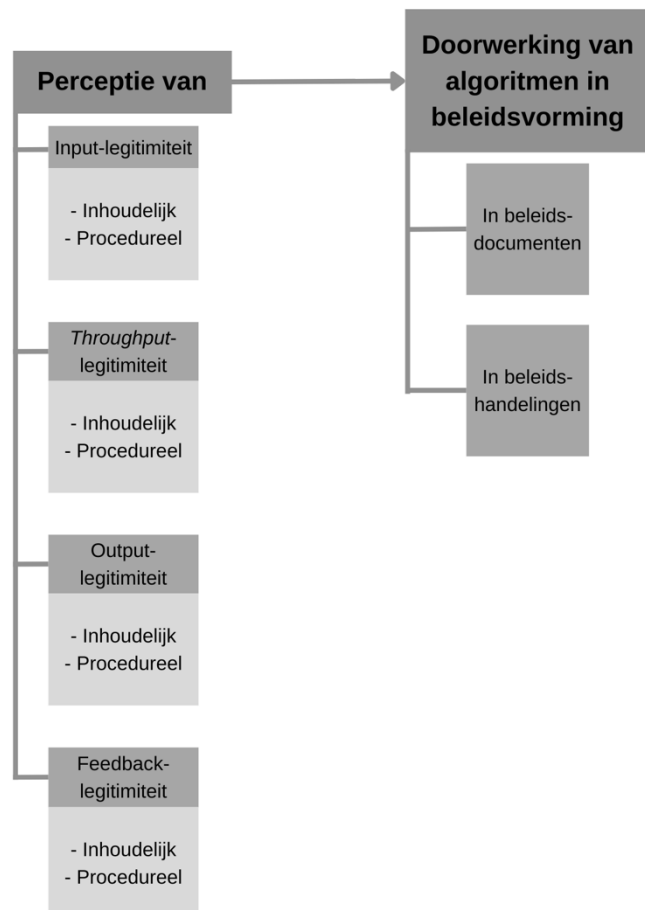 Perceptie van
Input-legitimiteit
- Inhoudelijk
- Procedureel
Throughput-
legitimiteit
- Inhoudelijk
- Procedureel
Output-
legitimiteit
- Inhoudelijk
- Procedureel
Feedback-
legitimiteit
- Inhoudelijk
- Procedureel
Doorwerking van
algoritmen in
beleidsvorming
In beleids-
documenten
In beleids-
handelingen